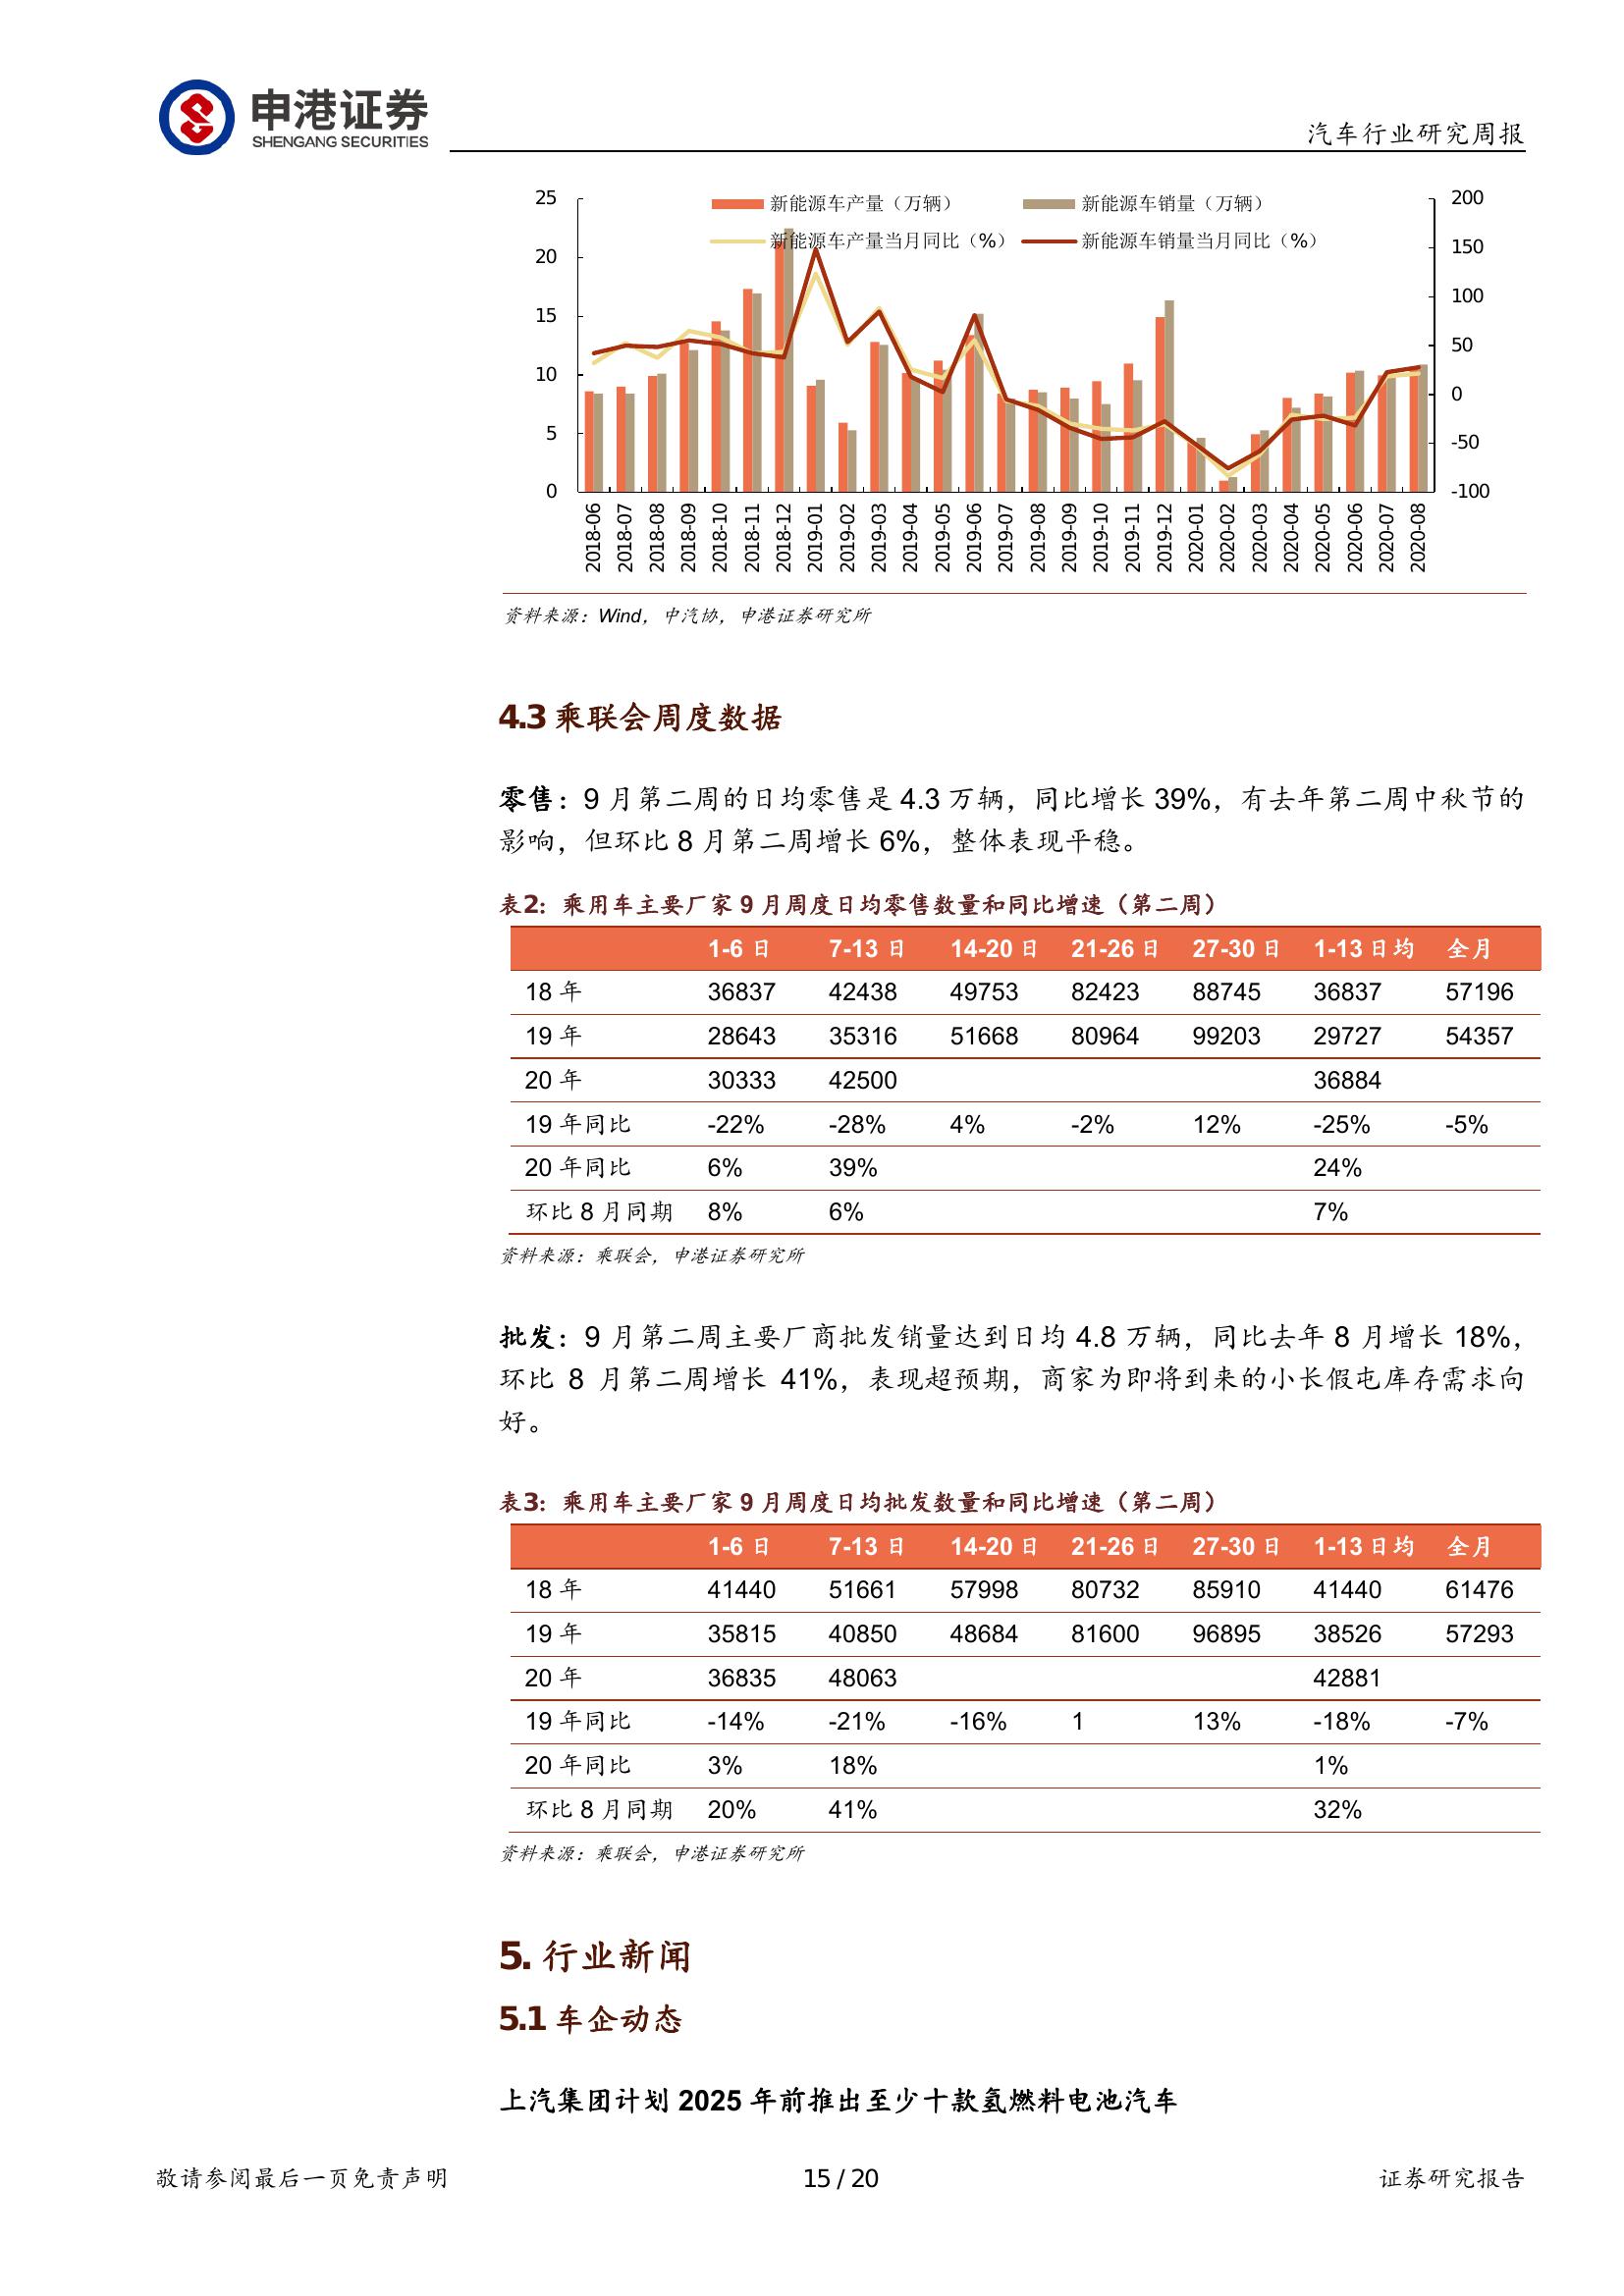 申港证券
SHENGANG SECURITIES
汽车行业研究周报
25 200
新能源车产量（万辆） 新能源车销量（万辆）
新能源车产量当月同比（%） 新能源车销量当月同比（%）
20 150
15 100
50
10 0
5 -50
0 -100
2018-06 2018-07 2018-08 2018-09 2018-10 2018-11 2018-12 2019-01 2019-02 2019-03 2019-04 2019-05 2019-06 2019-07 2019-08 2019-09 2019-10 2019-11 2019-12 2020-01 2020-02 2020-03 2020-04 2020-05 2020-06 2020-07 2020-08
资料来源：Wind，中汽协，申港证券研究所
4.3 乘联会周度数据
零售：9 月第二周的日均零售是 4.3 万辆，同比增长 39%，有去年第二周中秋节的
影响，但环比 8 月第二周增长 6%，整体表现平稳。
表2：乘用车主要厂家 9 月周度日均零售数量和同比增速（第二周）
1-6 日 7-13 日 14-20 日 21-26 日 27-30 日 1-13 日均 全月
18 年 36837 42438 49753 82423 88745 36837 57196
19 年 28643 35316 51668 80964 99203 29727 54357
20 年 30333 42500 36884
19 年同比 -22% -28% 4% -2% 12% -25% -5%
20 年同比 6% 39% 24%
环比 8 月同期 8% 6% 7%
资料来源：乘联会，申港证券研究所
批发：9 月第二周主要厂商批发销量达到日均 4.8 万辆，同比去年 8 月增长 18%，
环比 8 月第二周增长 41%，表现超预期，商家为即将到来的小长假屯库存需求向
好。
表3：乘用车主要厂家 9 月周度日均批发数量和同比增速（第二周）
1-6 日 7-13 日 14-20 日 21-26 日 27-30 日 1-13 日均 全月
18 年 41440 51661 57998 80732 85910 41440 61476
19 年 35815 40850 48684 81600 96895 38526 57293
20 年 36835 48063 42881
19 年同比 -14% -21% -16% 1 13% -18% -7%
20 年同比 3% 18% 1%
环比 8 月同期 20% 41% 32%
资料来源：乘联会，申港证券研究所
5. 行业新闻
5.1 车企动态
上汽集团计划 2025 年前推出至少十款氢燃料电池汽车
敬请参阅最后一页免责声明 15 / 20 证券研究报告